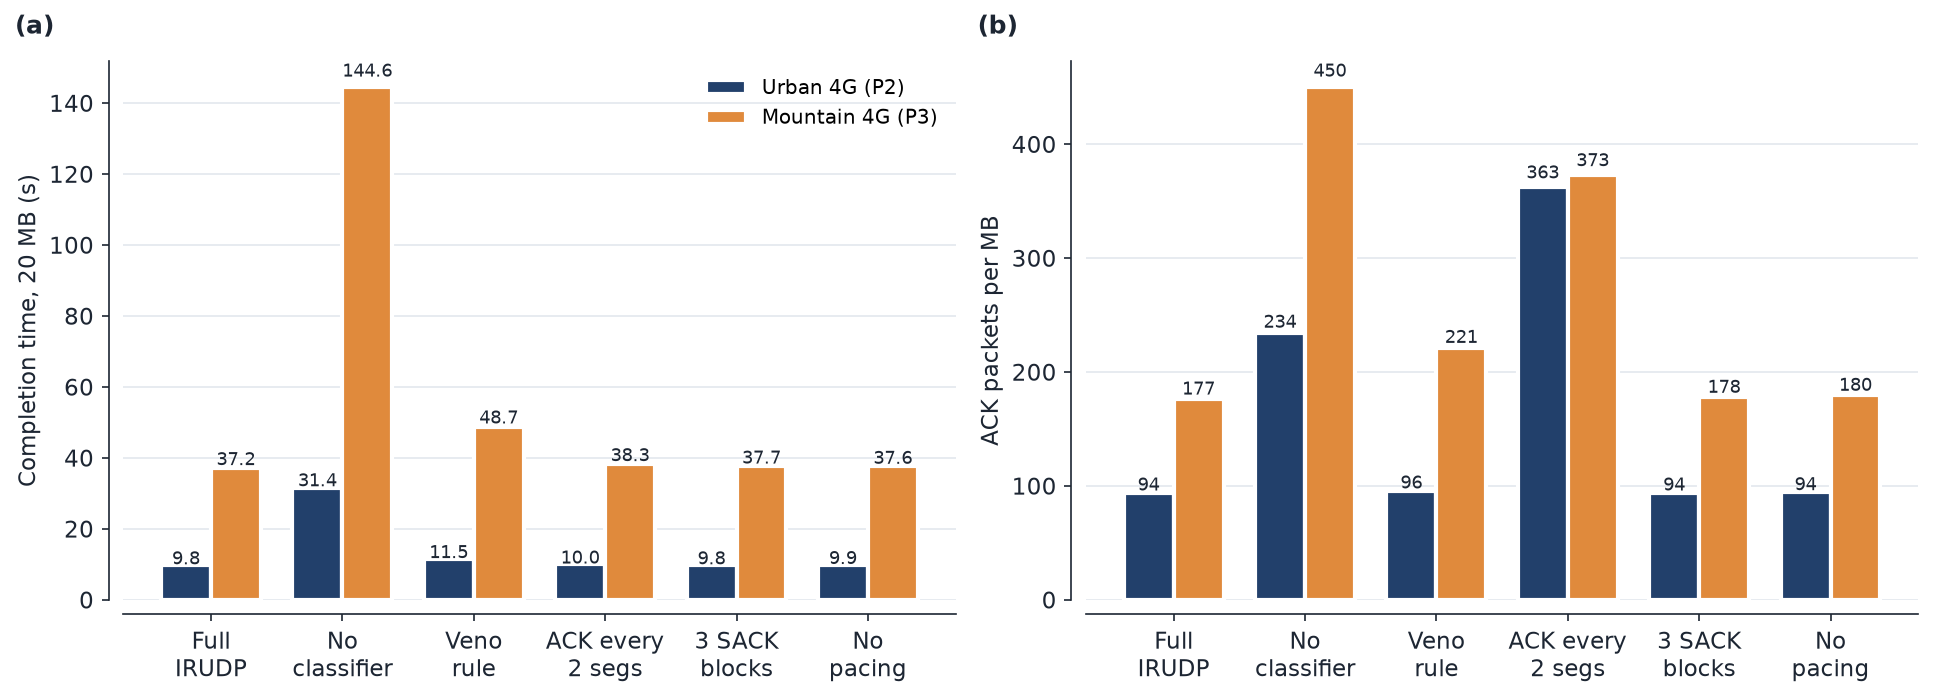 (a)
Completion time, 20 MB (s)
140
120
100
80
60
40
20
0
Urban 4G (P2)
Mountain 4G (P3)
9.8
37.2
31.4
144.6
11.5
48.7
10.0
38.3
9.8
37.7
9.9
37.6
Full
IRUDP
No
classifier
Veno
rule
ACK every
2 segs
3 SACK
blocks
No
pacing
(b)
ACK packets per MB
400
300
200
100
0
94
177
234
450
96
221
363
373
94
178
94
180
Full
IRUDP
No
classifier
Veno
rule
ACK every
2 segs
3 SACK
blocks
No
pacing